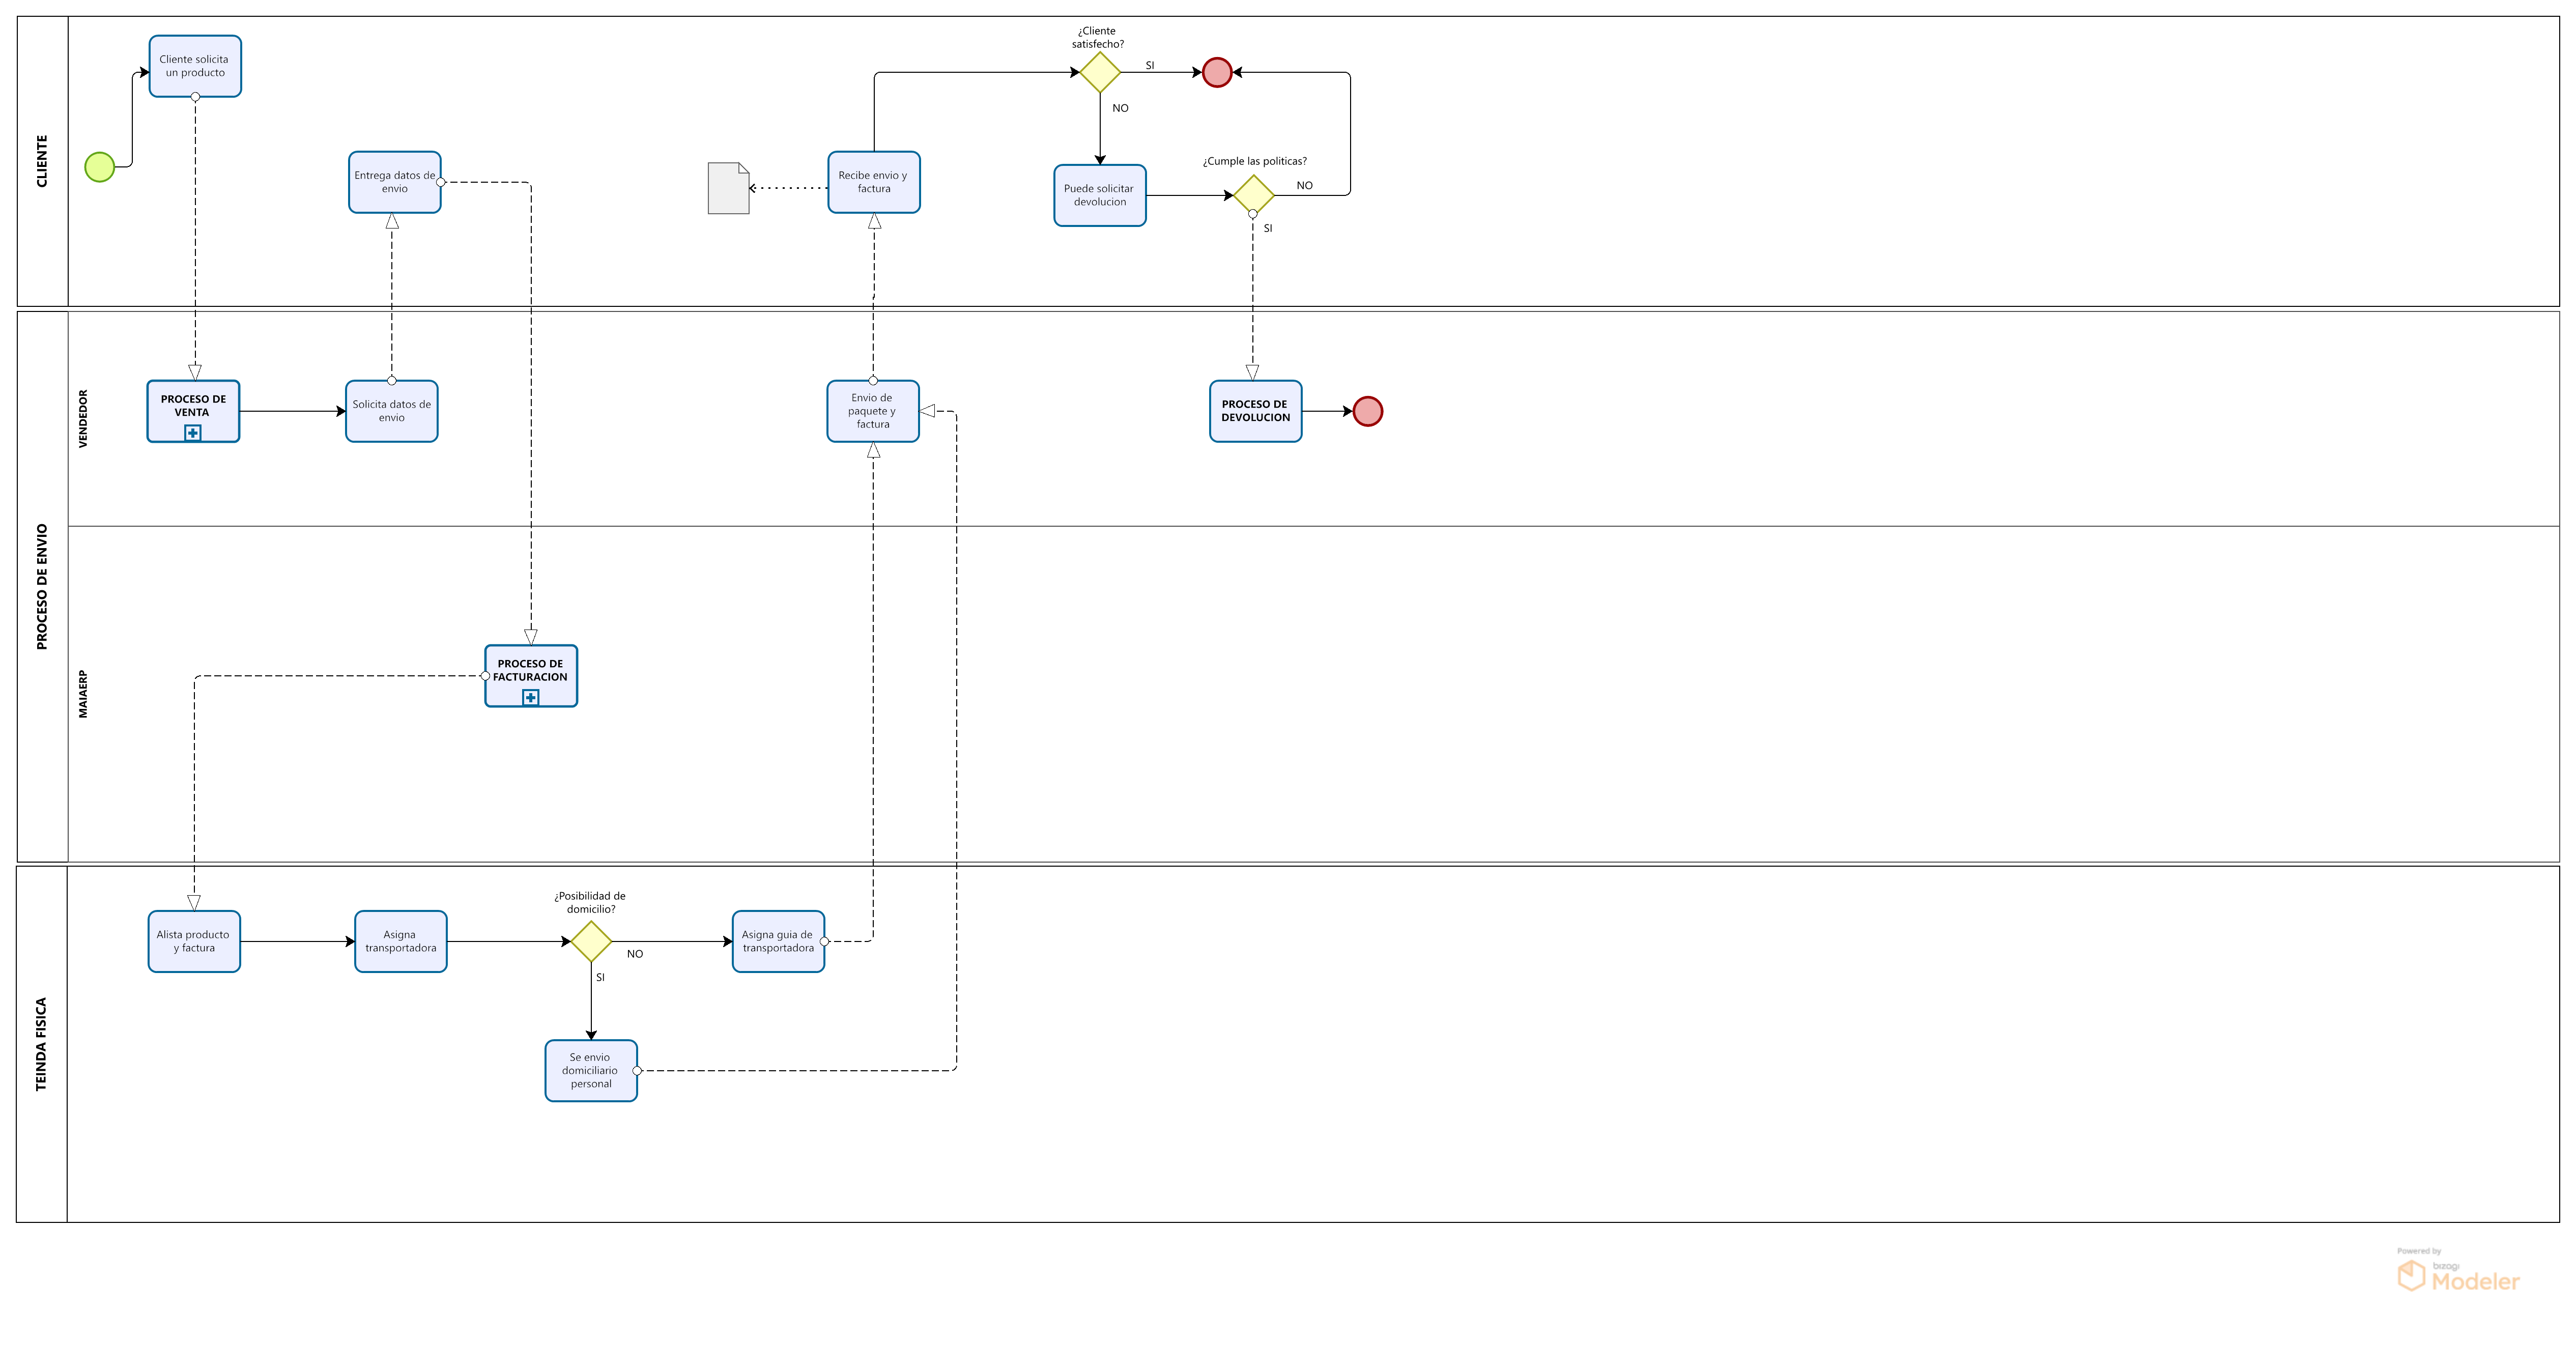 CLIENTE
Cliente solicita
un producto
Entrega datos de
envio
Recibe envio y
factura
¿Cliente
satisfecho?
SI
NO
Puede solicitar
devolucion
¿Cumple las politicas?
NO
SI
PROCESO DE ENVIO
VENDEDOR
PROCESO DE
VENTA
Solicita datos de
envio
Envio de
paquete y
factura
PROCESO DE
DEVOLUCION
MAIAERP
PROCESO DE
FACTURACION
TEINDA FISICA
Alista producto
y factura
Asigna
transportadora
¿Posibilidad de
domicilio?
NO
SI
Asigna guia de
transportadora
Se envio
domiciliario
personal
Powered by
bizagi
Modeler